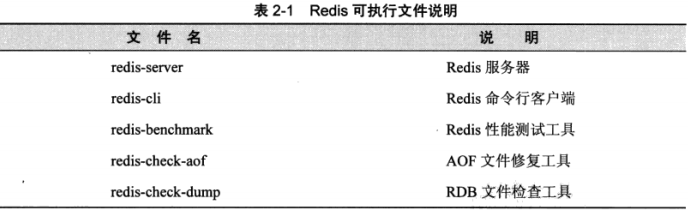 表 2-1 Redis 可执行文件说明
文 件 名 说 明
redis-server Redis 服务器
redis-cli Redis 命令行客户端
redis-benchmark Redis 性能测试工具
redis-check-aof AOF 文件修复工具
redis-check-dump RDB 文件检查工具